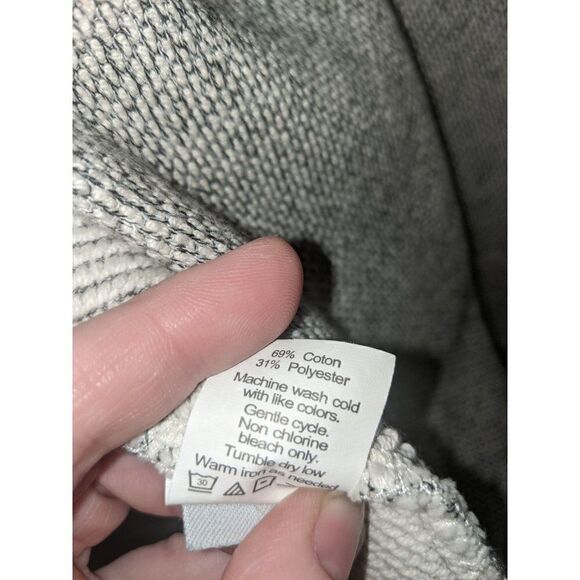 69% Coton
31% Polyester
Machine wash cold
with like colors.
Gentle cycle.
Non chlorine
bleach only.
Tumble dry low
Warm iron as needed
30